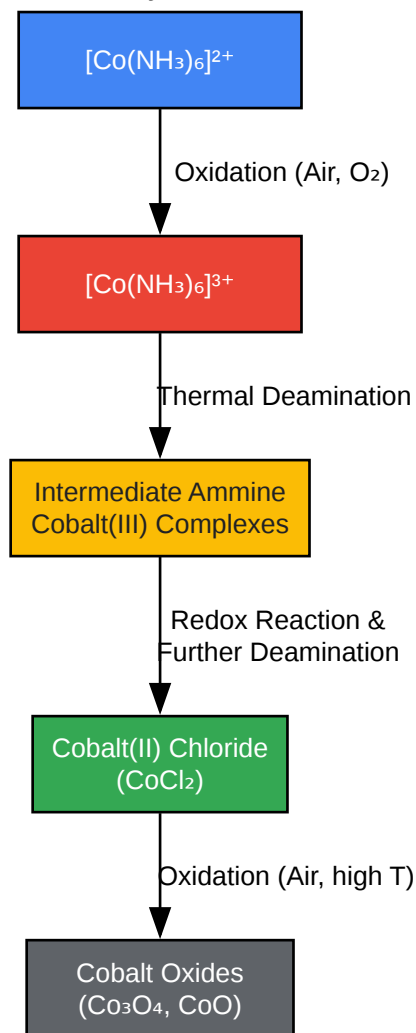 [Co(NH₃)₆]²⁺
Oxidation (Air, O₂)
[Co(NH₃)₆]³⁺
Thermal Deamination
Intermediate Ammine
Cobalt(III) Complexes
Redox Reaction &
Further Deamination
Cobalt(II) Chloride
(CoCl₂)
Oxidation (Air, high T)
Cobalt Oxides
(Co₃O₄, CoO)